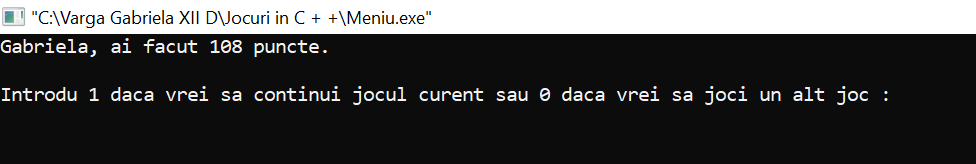 "C:\Varga Gabriela XII D\Jocuri in C + +\Meniu.exe"
Gabriela, ai facut 108 puncte.
Introdu 1 daca vrei sa continui jocul curent sau 0 daca vrei sa joci un alt joc :